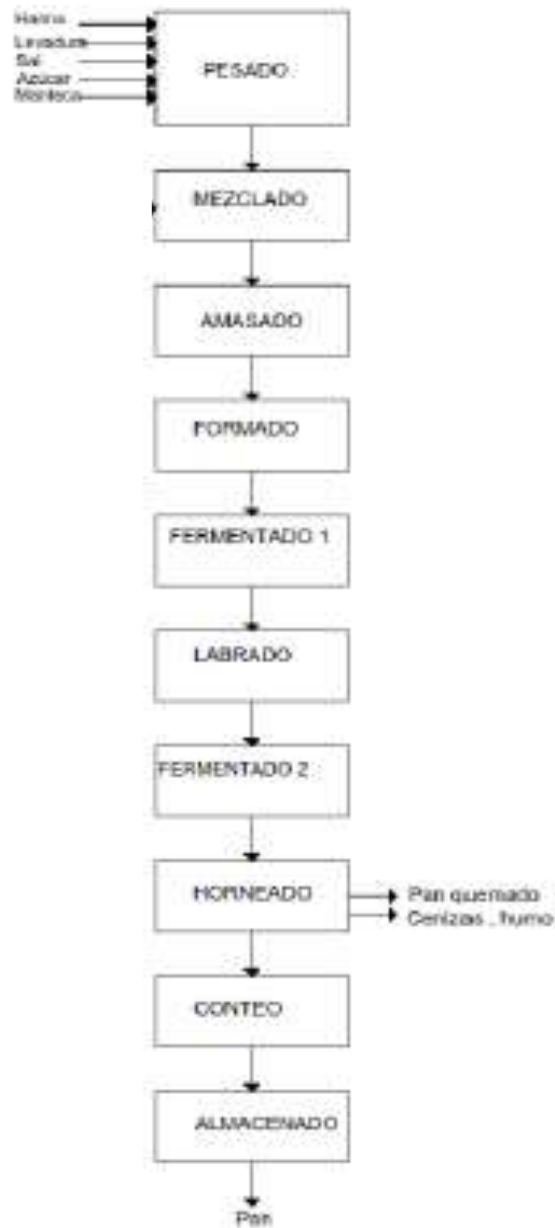 Harina
Levadura
Sal
Azúcar
Manteca
PESADO
MEZCLADO
AMASADO
FORMADO
FERMENTADO 1
LABRADO
FERMENTADO 2
HORNEADO
Pan quemado
Cenizas , humo
CONTEO
ALMACENADO
Pan